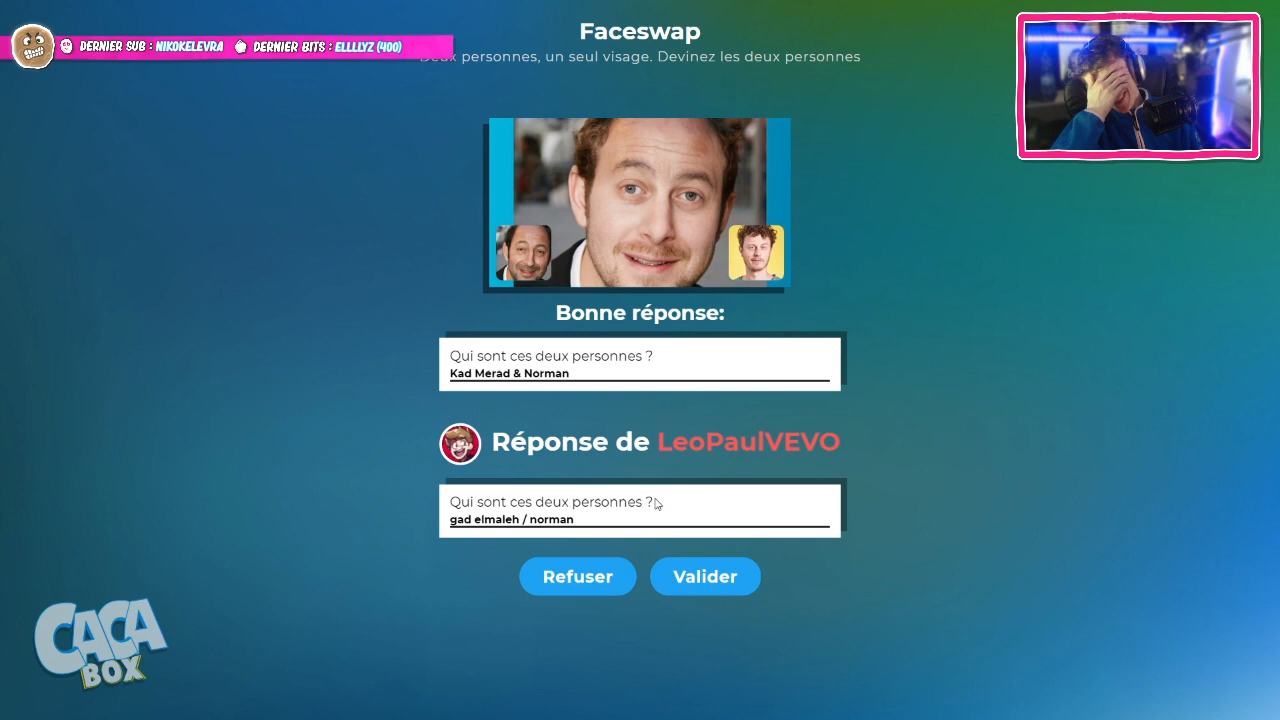 Faceswap
DERNIER SUB : NIKOKELEVRA DERNIER BITS : ELLLLYZ (400)
Deux personnes, un seul visage. Devinez les deux personnes
Bonne réponse:
Qui sont ces deux personnes ?
Kad Merad & Norman
Réponse de LeoPaulVEVO
Qui sont ces deux personnes ?
gad elmaleh / norman
Refuser Valider
CACA
BOX